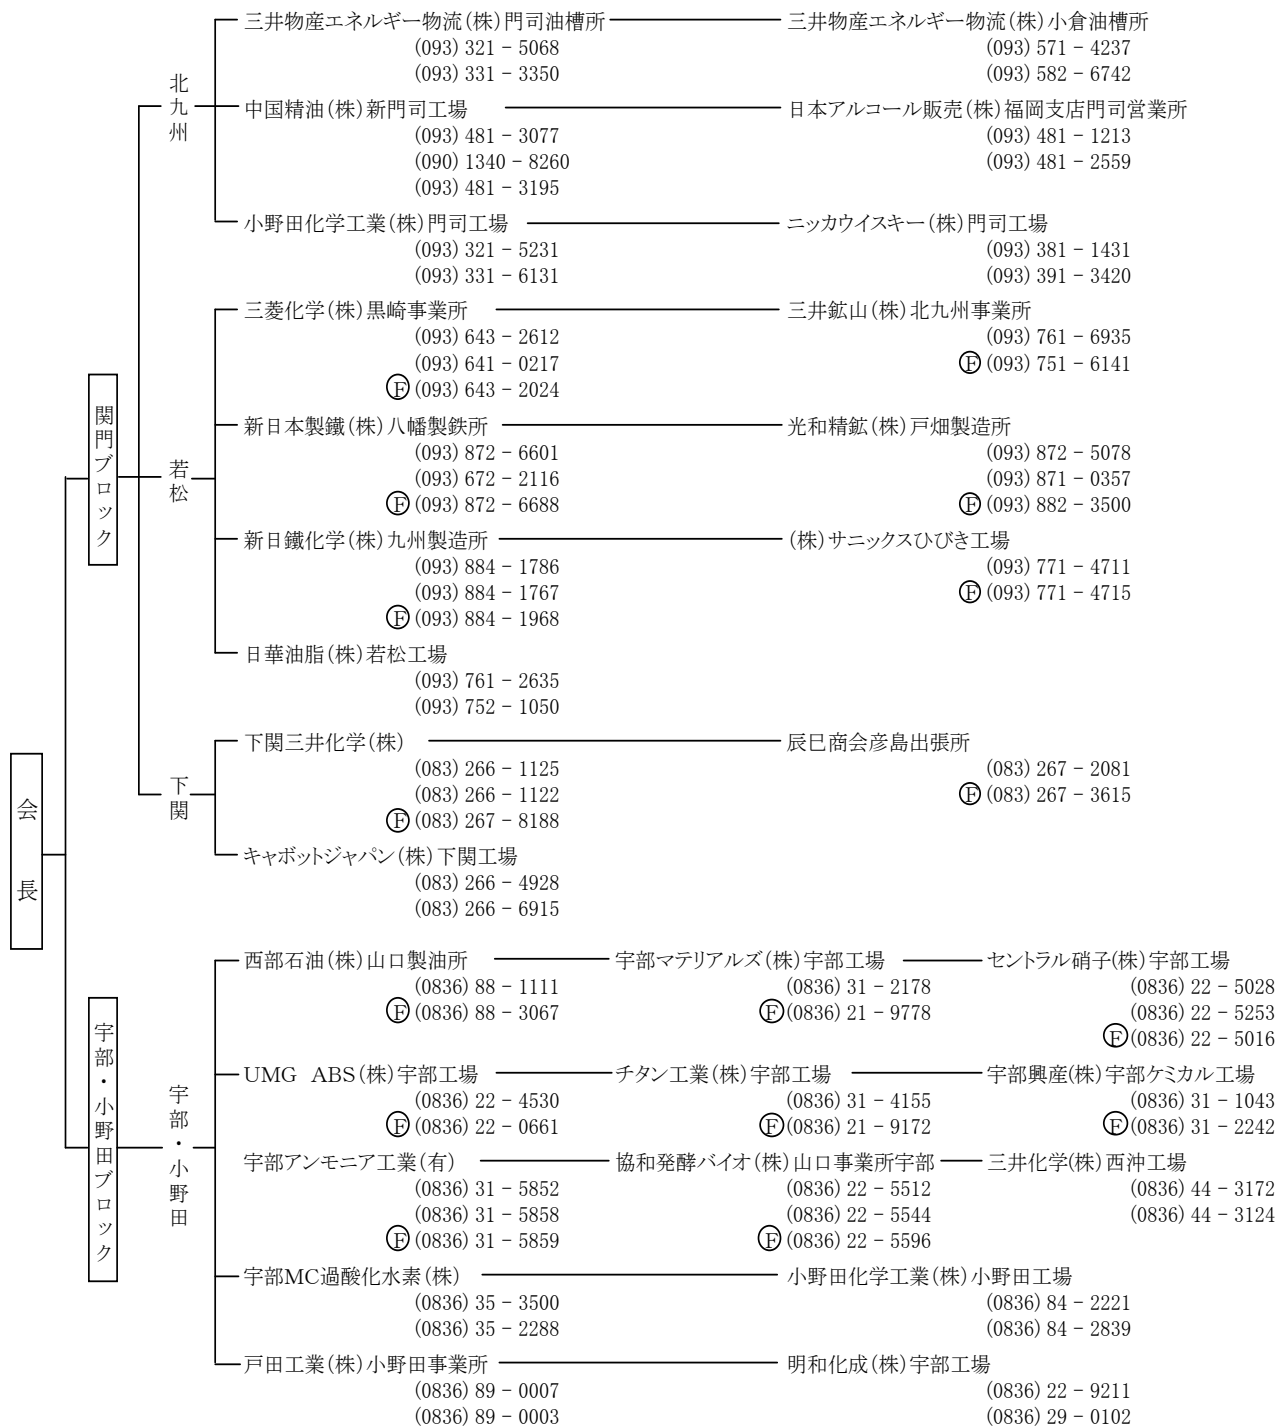 会長
関門ブロック
北九州
三井物産エネルギー物流(株)門司油槽所 三井物産エネルギー物流(株)小倉油槽所
(093) 321 - 5068 (093) 571 - 4237
(093) 331 - 3350 (093) 582 - 6742
中国精油(株)新門司工場 日本アルコール販売(株)福岡支店門司営業所
(093) 481 - 3077 (093) 481 - 1213
(090) 1340 - 8260 (093) 481 - 2559
(093) 481 - 3195
小野田化学工業(株)門司工場 ニッカウイスキー(株)門司工場
(093) 321 - 5231 (093) 381 - 1431
(093) 331 - 6131 (093) 391 - 3420
若松
三菱化学(株)黒崎事業所 三井鉱山(株)北九州事業所
(093) 643 - 2612 (093) 761 - 6935
(093) 641 - 0217 Ⓕ(093) 751 - 6141
Ⓕ(093) 643 - 2024
新日本製鐵(株)八幡製鉄所 光和精鉱(株)戸畑製造所
(093) 872 - 6601 (093) 872 - 5078
(093) 672 - 2116 (093) 871 - 0357
Ⓕ(093) 872 - 6688 Ⓕ(093) 882 - 3500
新日鐵化学(株)九州製造所 (株)サニックスひびき工場
(093) 884 - 1786 (093) 771 - 4711
(093) 884 - 1767 Ⓕ(093) 771 - 4715
Ⓕ(093) 884 - 1968
日華油脂(株)若松工場
(093) 761 - 2635
(093) 752 - 1050
下関
下関三井化学(株) 辰巳商会彦島出張所
(083) 266 - 1125 (083) 267 - 2081
(083) 266 - 1122 Ⓕ(083) 267 - 3615
Ⓕ(083) 267 - 8188
キャボットジャパン(株)下関工場
(083) 266 - 4928
(083) 266 - 6915
宇部・小野田ブロック
宇部・小野田
西部石油(株)山口製油所 宇部マテリアルズ(株)宇部工場 セントラル硝子(株)宇部工場
(0836) 88 - 1111 (0836) 31 - 2178 (0836) 22 - 5028
Ⓕ(0836) 88 - 3067 Ⓕ(0836) 21 - 9778 (0836) 22 - 5253
Ⓕ(0836) 22 - 5016
UMG ABS(株)宇部工場 チタン工業(株)宇部工場 宇部興産(株)宇部ケミカル工場
(0836) 22 - 4530 (0836) 31 - 4155 (0836) 31 - 1043
Ⓕ(0836) 22 - 0661 Ⓕ(0836) 21 - 9172 Ⓕ(0836) 31 - 2242
宇部アンモニア工業(有) 協和発酵バイオ(株)山口事業所宇部 三井化学(株)西沖工場
(0836) 31 - 5852 (0836) 22 - 5512 (0836) 44 - 3172
(0836) 31 - 5858 (0836) 22 - 5544 (0836) 44 - 3124
Ⓕ(0836) 31 - 5859 Ⓕ(0836) 22 - 5596
宇部MC過酸化水素(株) 小野田化学工業(株)小野田工場
(0836) 35 - 3500 (0836) 84 - 2221
(0836) 35 - 2288 (0836) 84 - 2839
戸田工業(株)小野田事業所 明和化成(株)宇部工場
(0836) 89 - 0007 (0836) 22 - 9211
(0836) 89 - 0003 (0836) 29 - 0102